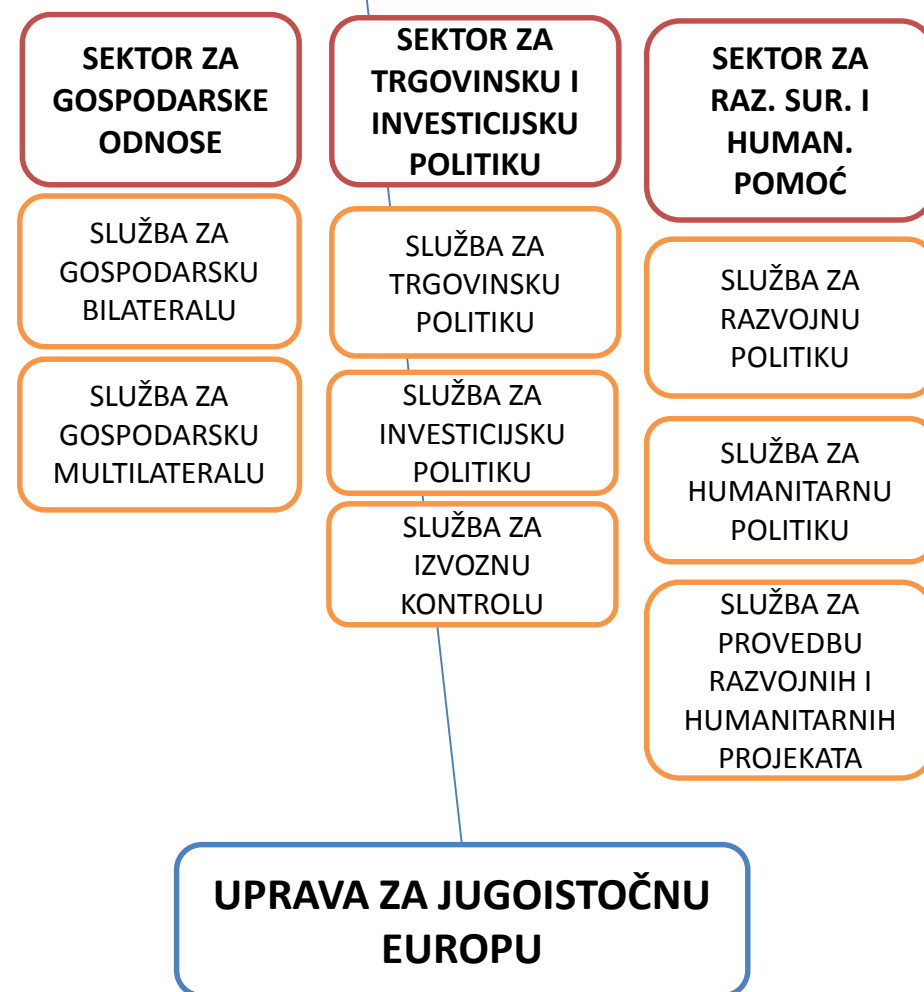 SEKTOR ZA
GOSPODARSKE
ODNOSE
SLUŽBA ZA
GOSPODARSKU
BILATERALU
SLUŽBA ZA
GOSPODARSKU
MULTILATERALU
SEKTOR ZA
TRGOVINSKU I
INVESTICIJSKU
POLITIKU
SLUŽBA ZA
TRGOVINSKU
POLITIKU
SLUŽBA ZA
INVESTICIJSKU
POLITIKU
SLUŽBA ZA
IZVOZNU
KONTROLU
SEKTOR ZA
RAZ. SUR. I
HUMAN.
POMOĆ
SLUŽBA ZA
RAZVOJNU
POLITIKU
SLUŽBA ZA
HUMANITARNU
POLITIKU
SLUŽBA ZA
PROVEDBU
RAZVOJNIH I
HUMANITARNIH
PROJEKATA
UPRAVA ZA JUGOISTOČNU
EUROPU